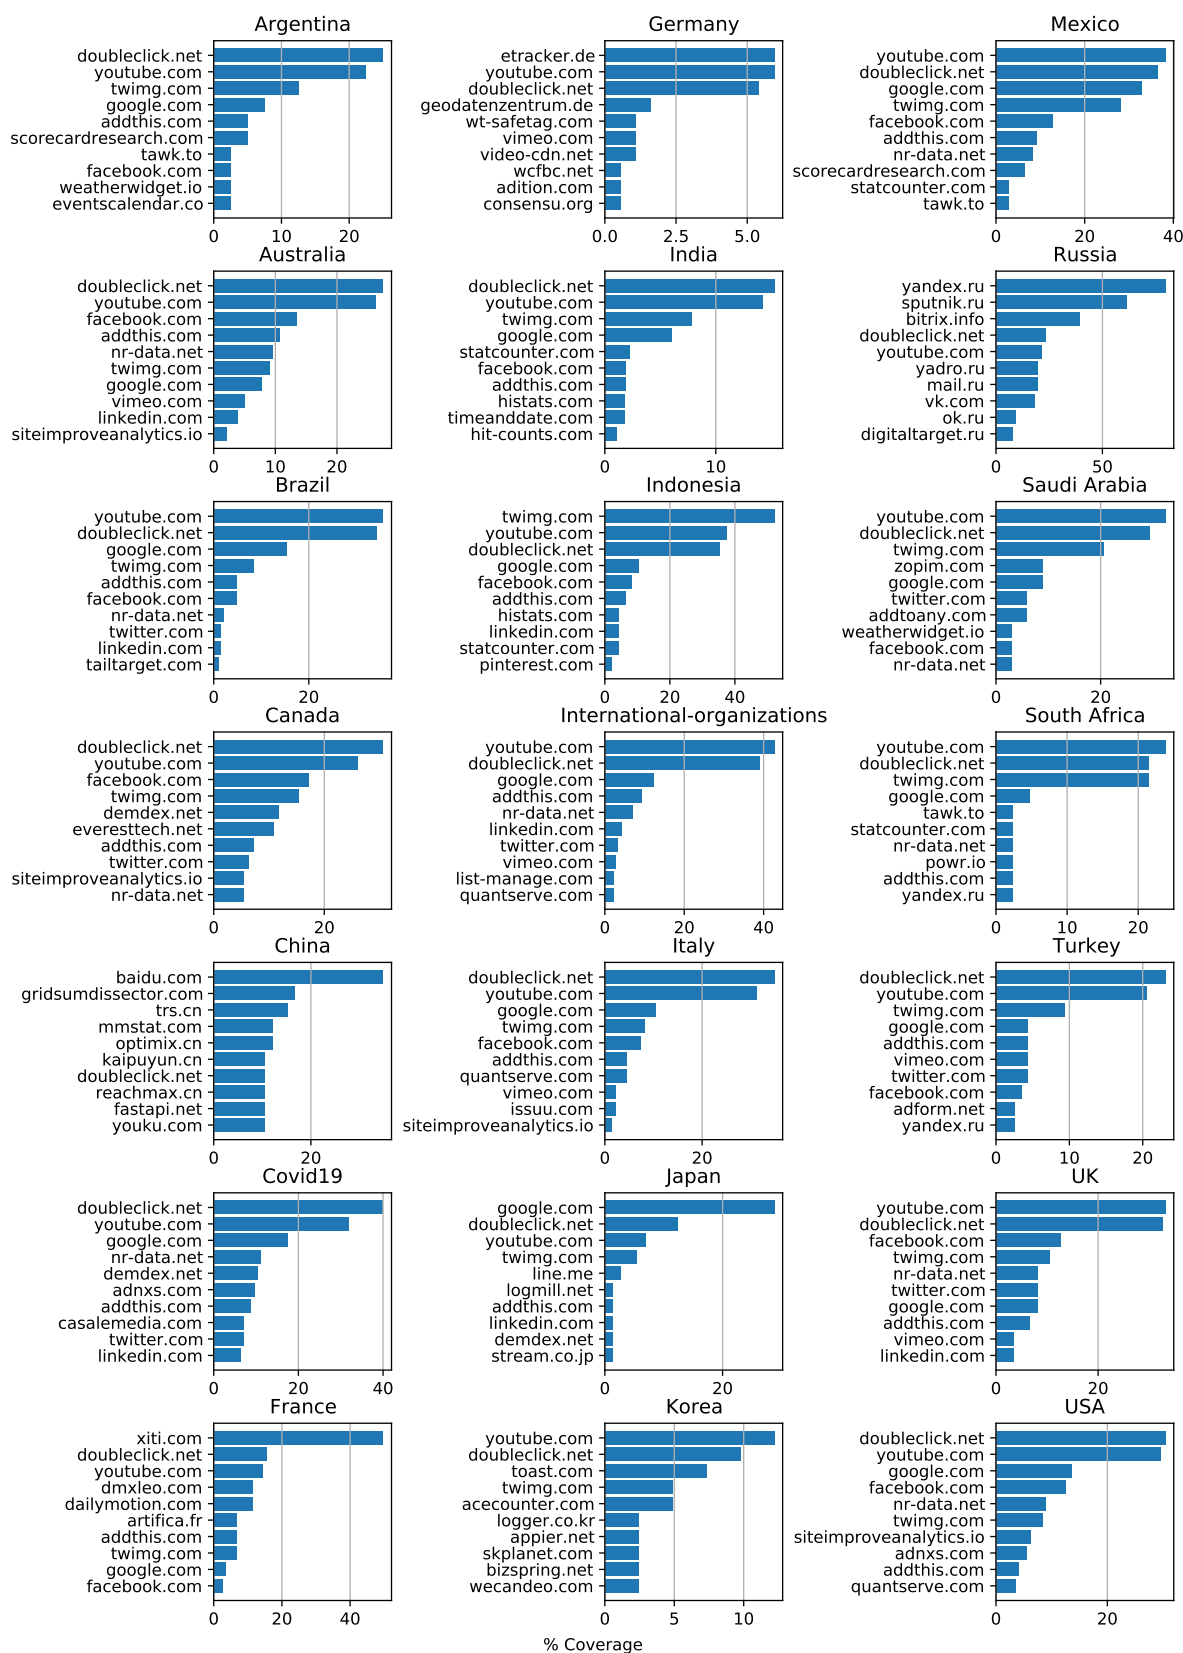 Argentina
doubleclick.net
youtube.com
twimg.com
google.com
addthis.com
scorecardresearch.com
tawk.to
facebook.com
weatherwidget.io
eventscalendar.co
0 10 20
Germany
etracker.de
youtube.com
doubleclick.net
geodatenzentrum.de
wt-safetag.com
vimeo.com
video-cdn.net
wcfbc.net
adition.com
consensu.org
0.0 2.5 5.0
Mexico
youtube.com
doubleclick.net
google.com
twimg.com
facebook.com
addthis.com
nr-data.net
scorecardresearch.com
statcounter.com
tawk.to
0 20 40
Australia
doubleclick.net
youtube.com
facebook.com
addthis.com
nr-data.net
twimg.com
google.com
vimeo.com
linkedin.com
siteimproveanalytics.io
0 10 20
India
doubleclick.net
youtube.com
twimg.com
google.com
statcounter.com
facebook.com
addthis.com
histats.com
timeanddate.com
hit-counts.com
0 10
Russia
yandex.ru
sputnik.ru
bitrix.info
doubleclick.net
youtube.com
yadro.ru
mail.ru
vk.com
ok.ru
digitaltarget.ru
0 50
Brazil
youtube.com
doubleclick.net
google.com
twimg.com
addthis.com
facebook.com
nr-data.net
twitter.com
linkedin.com
tailtarget.com
0 20
Indonesia
twimg.com
youtube.com
doubleclick.net
google.com
facebook.com
addthis.com
histats.com
linkedin.com
statcounter.com
pinterest.com
0 20 40
Saudi Arabia
youtube.com
doubleclick.net
twimg.com
zopim.com
google.com
twitter.com
addtoany.com
weatherwidget.io
facebook.com
nr-data.net
0 20
Canada
doubleclick.net
youtube.com
facebook.com
twimg.com
demdex.net
everesttech.net
addthis.com
twitter.com
siteimproveanalytics.io
nr-data.net
0 20
International-organizations
youtube.com
doubleclick.net
google.com
addthis.com
nr-data.net
linkedin.com
twitter.com
vimeo.com
list-manage.com
quantserve.com
0 20 40
South Africa
youtube.com
doubleclick.net
twimg.com
google.com
tawk.to
statcounter.com
nr-data.net
powr.io
addthis.com
yandex.ru
0 10 20
China
baidu.com
gridsumdissector.com
trs.cn
mmstat.com
optimix.cn
kaipuyun.cn
doubleclick.net
reachmax.cn
fastapi.net
youku.com
0 20
Italy
doubleclick.net
youtube.com
google.com
twimg.com
facebook.com
addthis.com
quantserve.com
vimeo.com
issuu.com
siteimproveanalytics.io
0 20
Turkey
doubleclick.net
youtube.com
twimg.com
google.com
addthis.com
vimeo.com
twitter.com
facebook.com
adform.net
yandex.ru
0 10 20
Covid19
doubleclick.net
youtube.com
google.com
nr-data.net
demdex.net
adnxs.com
addthis.com
casalemedia.com
twitter.com
linkedin.com
0 20 40
Japan
google.com
doubleclick.net
youtube.com
twimg.com
line.me
logmill.net
addthis.com
linkedin.com
demdex.net
stream.co.jp
0 20
UK
youtube.com
doubleclick.net
facebook.com
twimg.com
nr-data.net
twitter.com
google.com
addthis.com
vimeo.com
linkedin.com
0 20
France
xiti.com
doubleclick.net
youtube.com
dmxleo.com
dailymotion.com
artifica.fr
addthis.com
twimg.com
google.com
facebook.com
0 20 40
Korea
youtube.com
doubleclick.net
toast.com
twimg.com
acecounter.com
logger.co.kr
appier.net
skplanet.com
bizspring.net
wecandeo.com
0 5 10
USA
doubleclick.net
youtube.com
google.com
facebook.com
nr-data.net
twimg.com
siteimproveanalytics.io
adnxs.com
addthis.com
quantserve.com
0 20
% Coverage